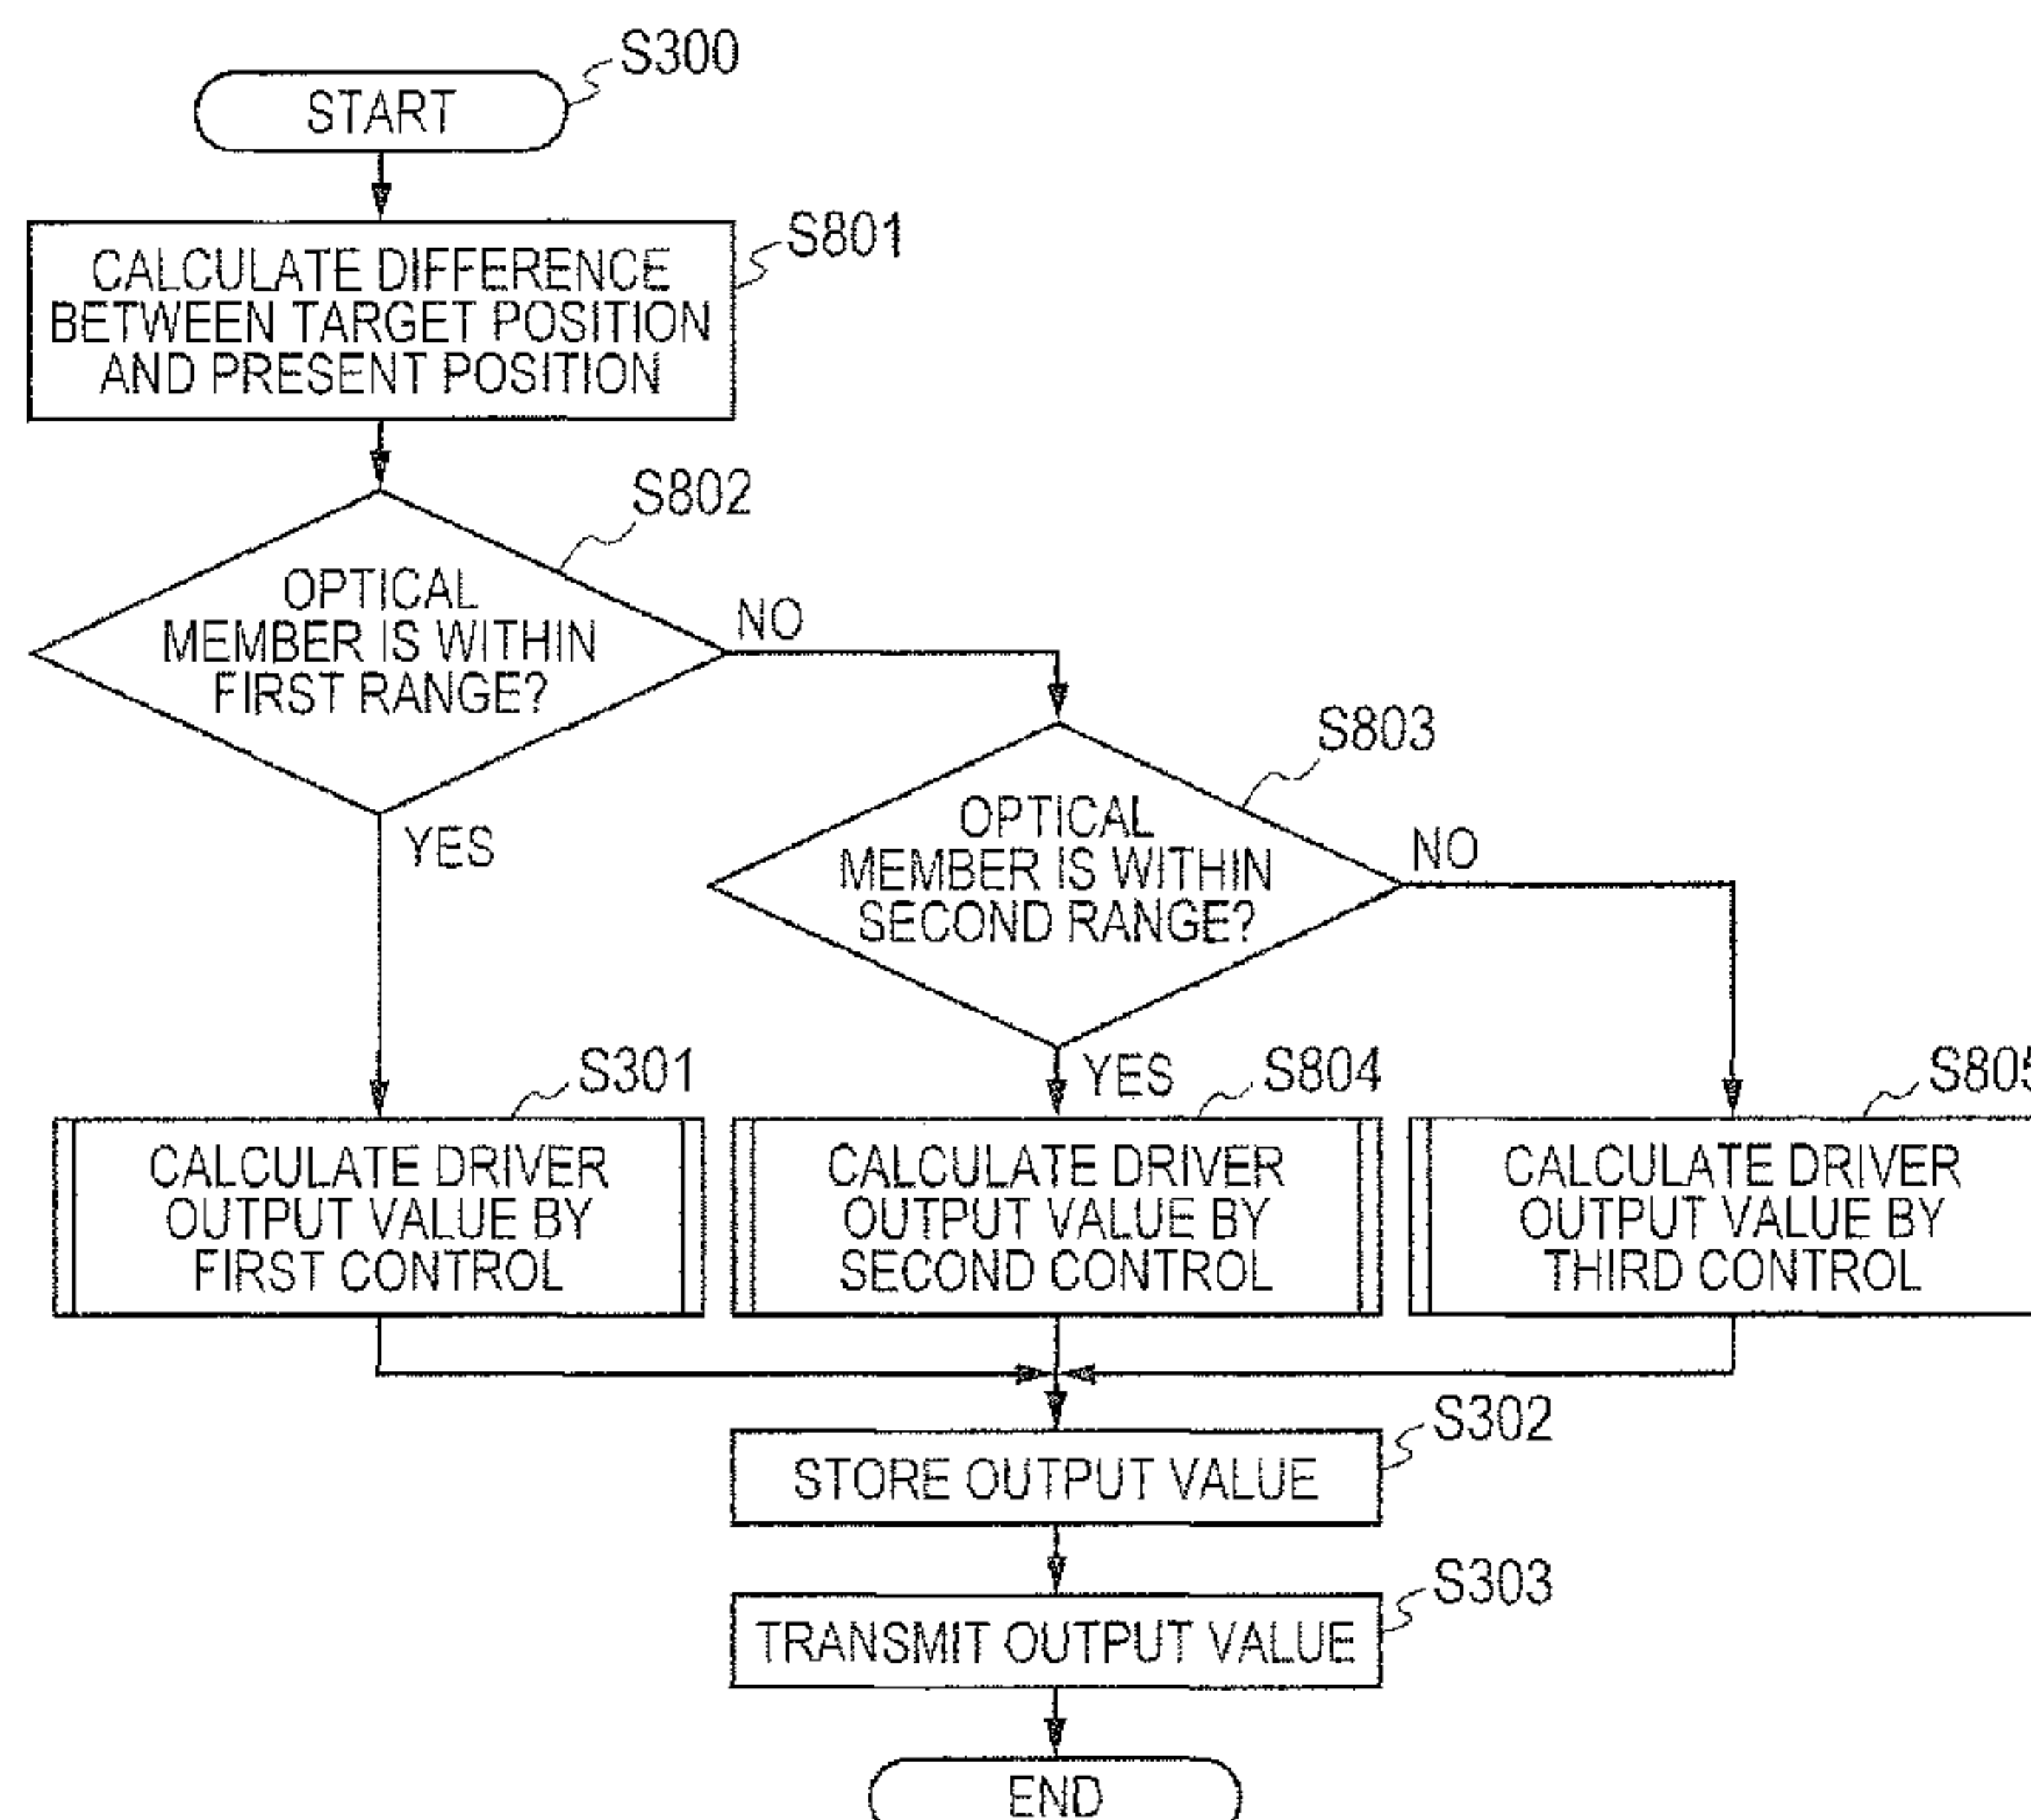 S300
START
S801
CALCULATE DIFFERENCE
BETWEEN TARGET POSITION
AND PRESENT POSITION
S802
OPTICAL
MEMBER IS WITHIN
FIRST RANGE?
NO
YES
S803
OPTICAL
MEMBER IS WITHIN
SECOND RANGE?
NO
YES
S301
CALCULATE DRIVER
OUTPUT VALUE BY
FIRST CONTROL
S804
CALCULATE DRIVER
OUTPUT VALUE BY
SECOND CONTROL
S805
CALCULATE DRIVER
OUTPUT VALUE BY
THIRD CONTROL
S302
STORE OUTPUT VALUE
S303
TRANSMIT OUTPUT VALUE
END